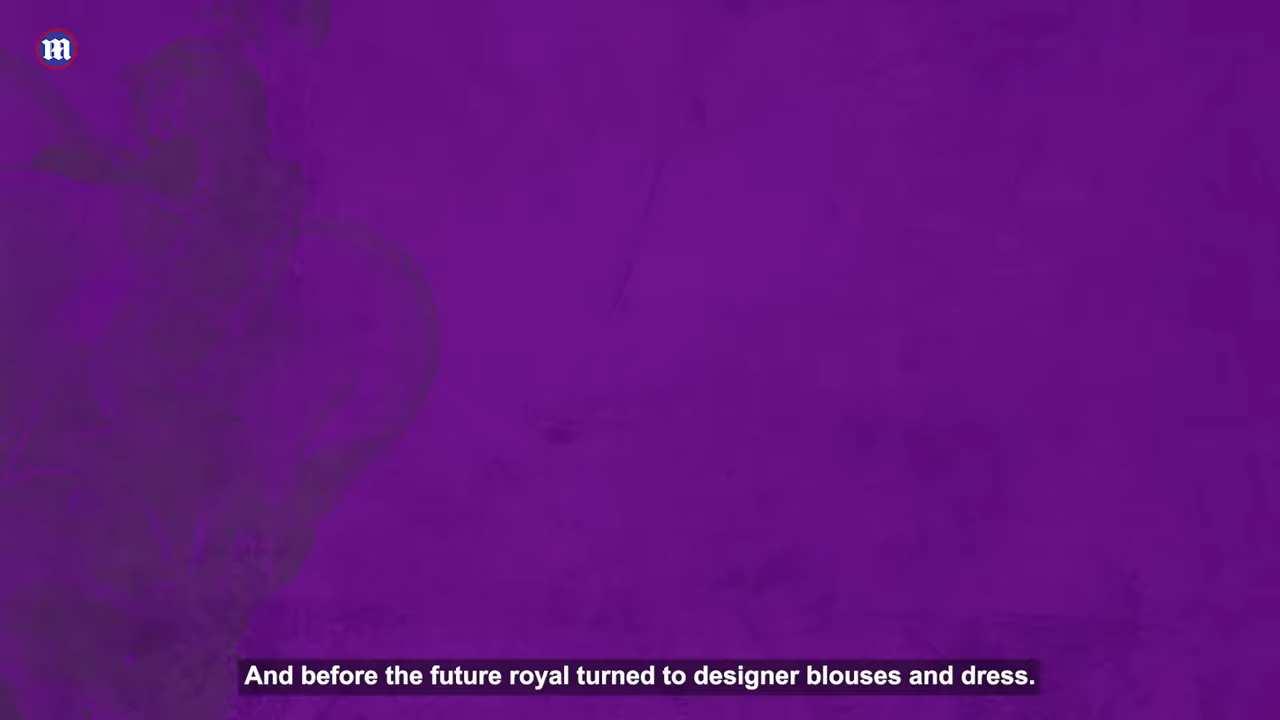 m
And before the future royal turned to designer blouses and dress.